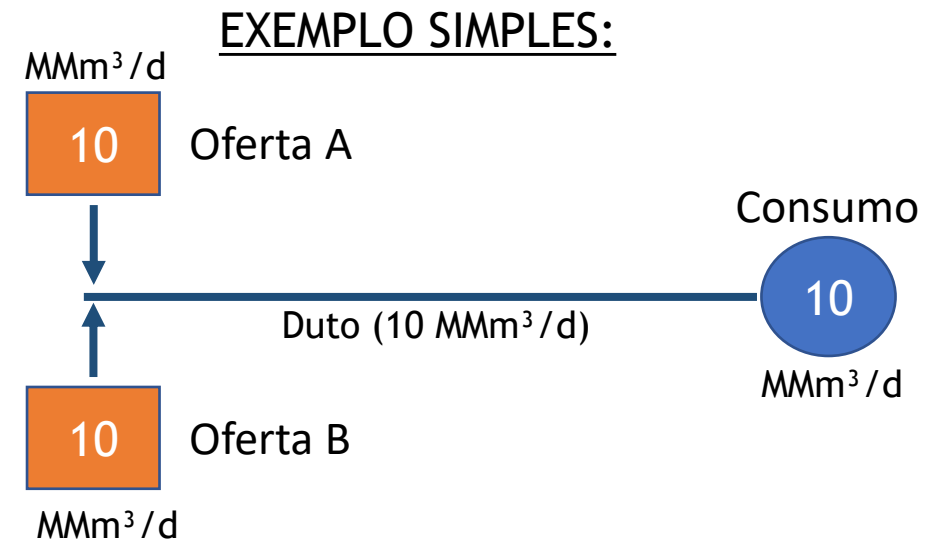 EXEMPLO SIMPLES:
MMm³/d
10
Oferta A
Consumo
10
Duto (10 MMm³/d)
MMm³/d
10
Oferta B
MMm³/d